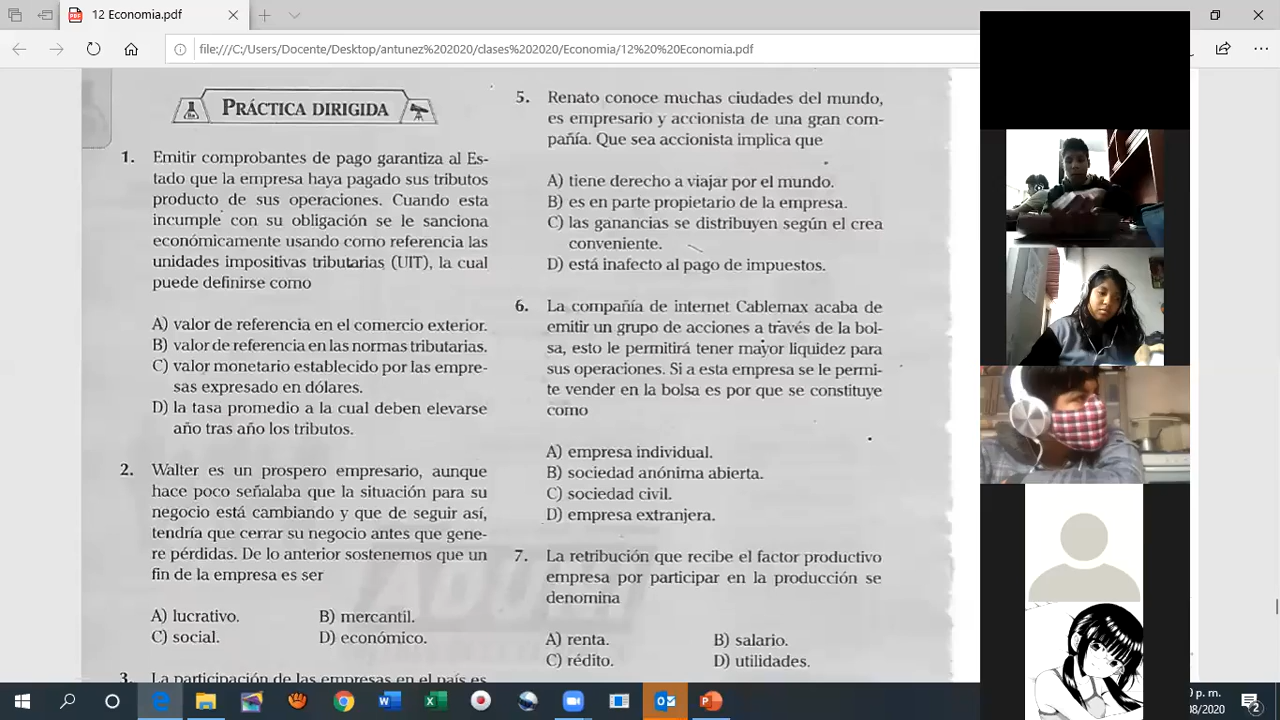 12 Economia.pdf
file:///C:/Users/Docente/Desktop/antunez%202020/clases%202020/Economia/12%20%20Economia.pdf
PRÁCTICA DIRIGIDA
1. Emitir comprobantes de pago garantiza al Es-
tado que la empresa haya pagado sus tributos
producto de sus operaciones. Cuando esta
incumple con su obligación se le sanciona
económicamente usando como referencia las
unidades impositivas tributarias (UIT), la cual
puede definirse como
A) valor de referencia en el comercio exterior.
B) valor de referencia en las normas tributarias.
C) valor monetario establecido por las empre-
sas expresado en dólares.
D) la tasa promedio a la cual deben elevarse
año tras año los tributos.
2. Walter es un prospero empresario, aunque
hace poco señalaba que la situación para su
negocio está cambiando y que de seguir así,
tendría que cerrar su negocio antes que gene-
re pérdidas. De lo anterior sostenemos que un
fin de la empresa es ser
A) lucrativo. B) mercantil.
C) social. D) económico.
3. La participación de las empresas en el país es
5. Renato conoce muchas ciudades del mundo,
es empresario y accionista de una gran com-
pañía. Que sea accionista implica que
A) tiene derecho a viajar por el mundo.
B) es en parte propietario de la empresa.
C) las ganancias se distribuyen según el crea
conveniente.
D) está inafecto al pago de impuestos.
6. La compañía de internet Cablemax acaba de
emitir un grupo de acciones a través de la bol-
sa, esto le permitirá tener mayor liquidez para
sus operaciones. Si a esta empresa se le permi-
te vender en la bolsa es por que se constituye
como
A) empresa individual.
B) sociedad anónima abierta.
C) sociedad civil.
D) empresa extranjera.
7. La retribución que recibe el factor productivo
empresa por participar en la producción se
denomina
A) renta. B) salario.
C) rédito. D) utilidades.
p. m.
08/2020
2